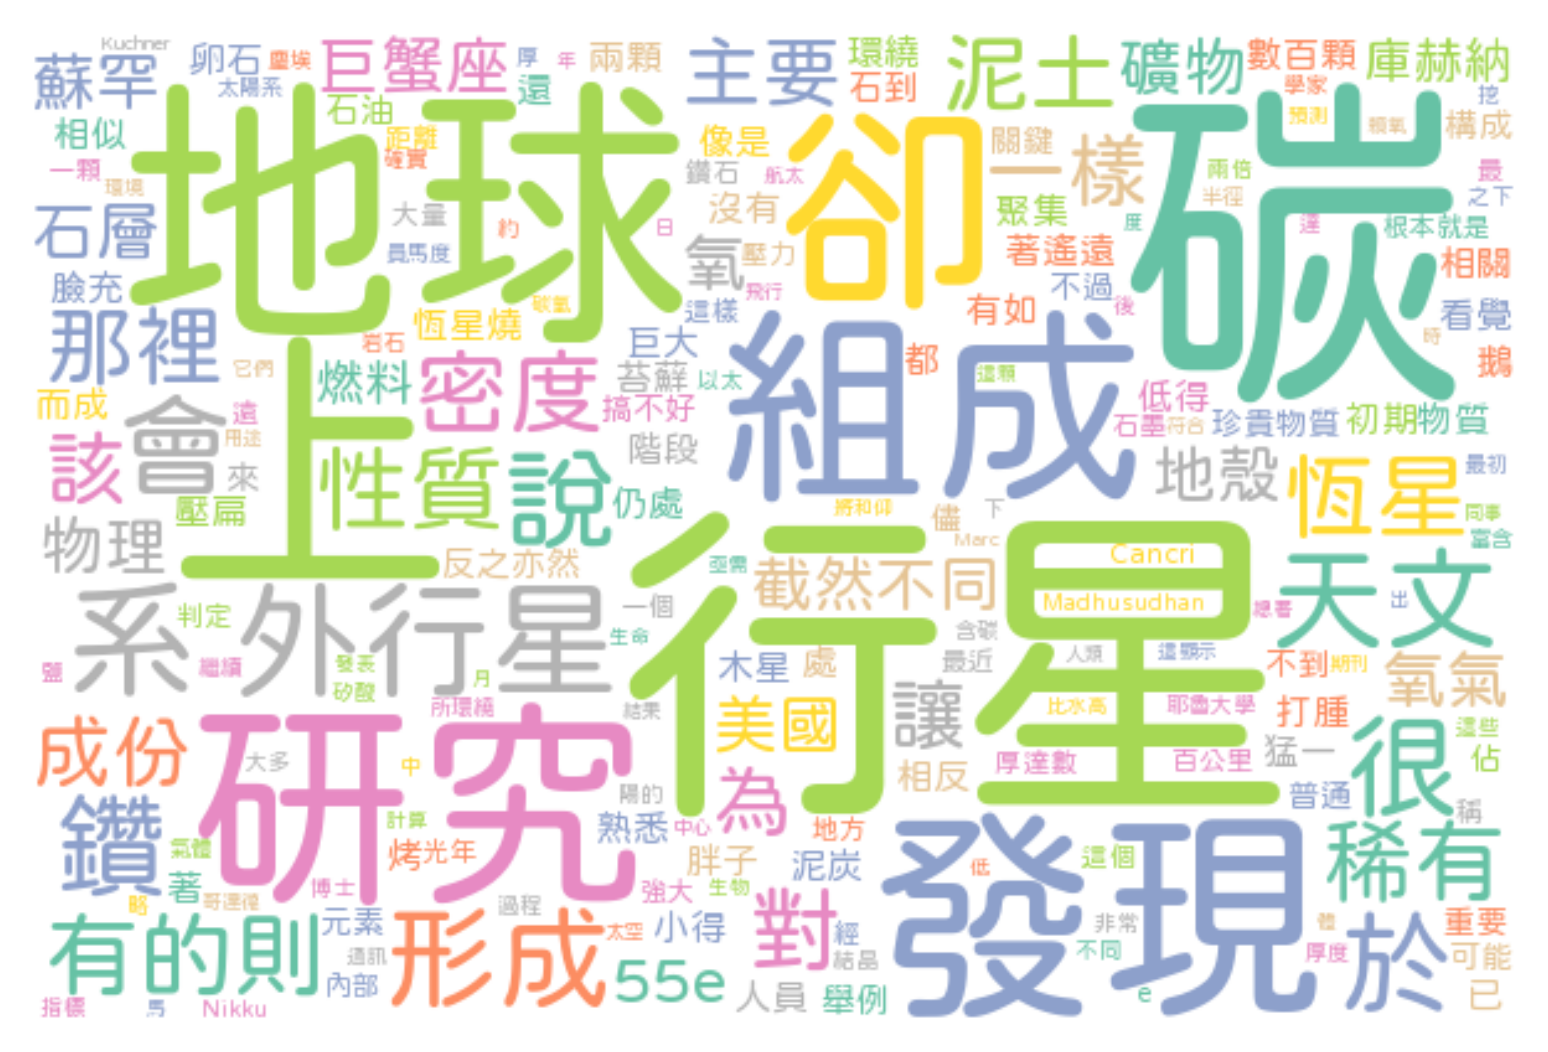 Kuchner
蘇罕
卵石
塵埃
太陽系
巨蟹座
厚
年
兩顆
還
主要
環繞
石到
泥土
礦物
數百顆
學家
庫赫納
挖
石油
相似
距離
確實
像是
關鍵
一樣
預測
構成
地球
卻
碳
一顆
環境
鑽石
航太
兩倍
半徑
最
之下
石層
大量
約
日
沒有
聚集
度
達
根本就是
員馬度
氧
壓力
著遙遠
相關
臉充
飛行
不過
那裡
恆星燒
碳氧
這樣
有如
後
看覺
岩石
巨大
時
它們
燃料
密度
苔蘚
以太
組成
都
這顆
鵝
而成
遠
搞不好
低得
該
會
用途
石墨
符合
珍貴物質
初期
物質
上
性質
說
階段
地殼
恆星
最初
來
壓扁
仍處
將和仰
儘
下
同事
物理
反之亦然
亟需
Marc
富含
截然不同
Cancri
行星
天文
系
外行星
判定
一個
Madhusudhan
總著
出
生命
含碳
鹽
繼續
發表
矽酸
月
木星
處
最近
人類
這顯示
不到
期刊
氧氣
所環繞
結果
讓
比水高
耶魯大學
打腫
成份
研究
美國
很
這些
佔
大多
中
厚達數
百公里
猛一
相反
陽的
為
普通
稱
鑽
計算
熟悉
中心
地方
氣體
烤
光年
胖子
泥炭
發現
低
這個
稀有
著
博士
強大
生物
略
哥達德
過程
有的則
元素
形成
太空
小得
對
經
非常
體
於
重要
通訊
結晶
不同
厚度
可能
內部
55e
人員
舉例
e
已
指標
馬
Nikku